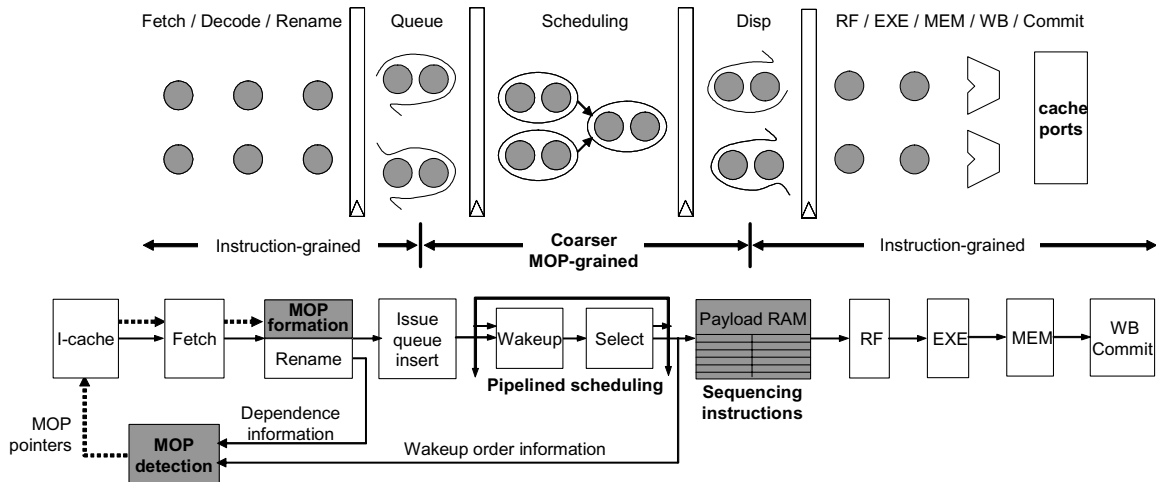 Fetch / Decode / Rename
Queue
Scheduling
Disp
RF / EXE / MEM / WB / Commit
cache
ports
Instruction-grained
Coarser
MOP-grained
Instruction-grained
I-cache
Fetch
MOP
formation
Rename
Issue
queue
insert
Wakeup
Select
Pipelined scheduling
Payload RAM
Sequencing
instructions
RF
EXE
MEM
WB
Commit
MOP
pointers
MOP
detection
Dependence
information
Wakeup order information